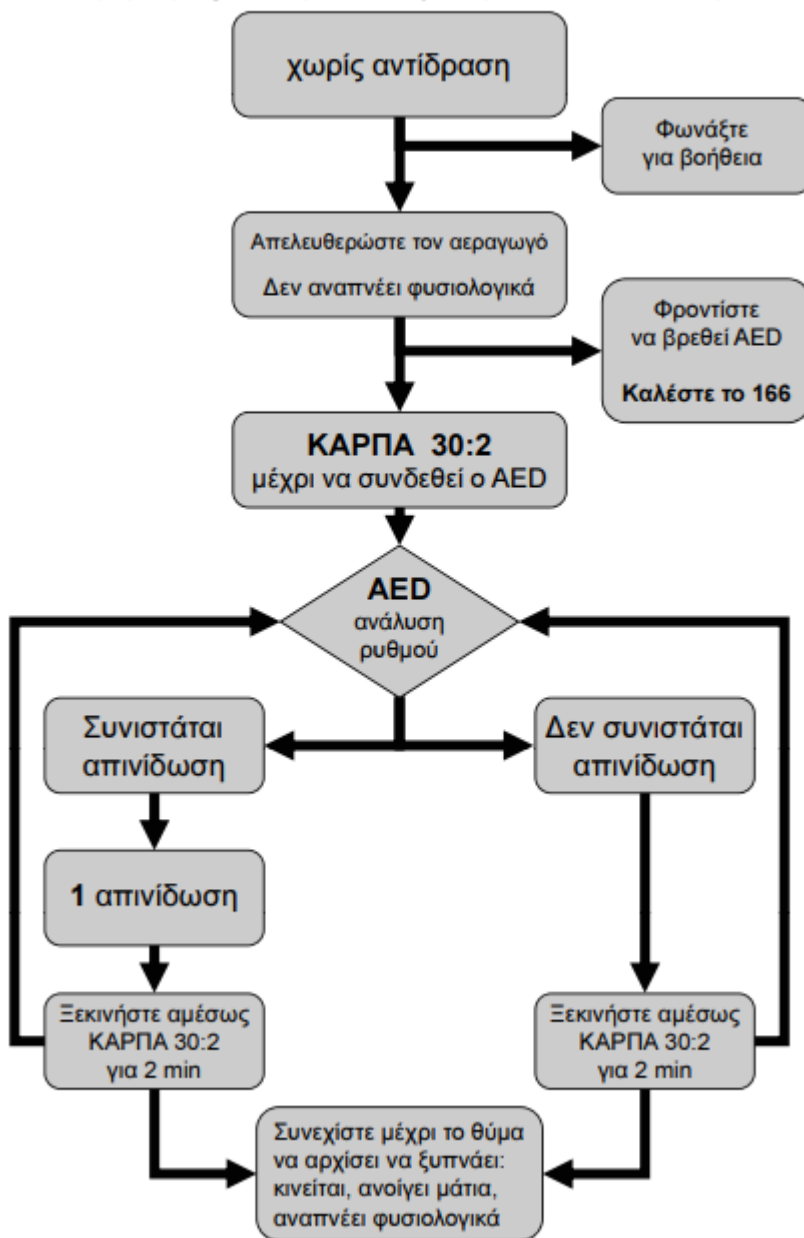 χωρίς αντίδραση
Φωνάξτε
για βοήθεια
Απελευθερώστε τον αεραγωγό
Δεν αναπνέει φυσιολογικά
Φροντίστε
να βρεθεί AED
Καλέστε το 166
ΚΑΡΠΑ 30:2
μέχρι να συνδεθεί ο AED
AED
ανάλυση
ρυθμού
Συνιστάται
απινίδωση
Δεν συνιστάται
απινίδωση
1 απινίδωση
Ξεκινήστε αμέσως
ΚΑΡΠΑ 30:2
για 2 min
Ξεκινήστε αμέσως
ΚΑΡΠΑ 30:2
για 2 min
Συνεχίστε μέχρι το θύμα
να αρχίσει να ξυπνάει:
κινείται, ανοίγει μάτια,
αναπνέει φυσιολογικά